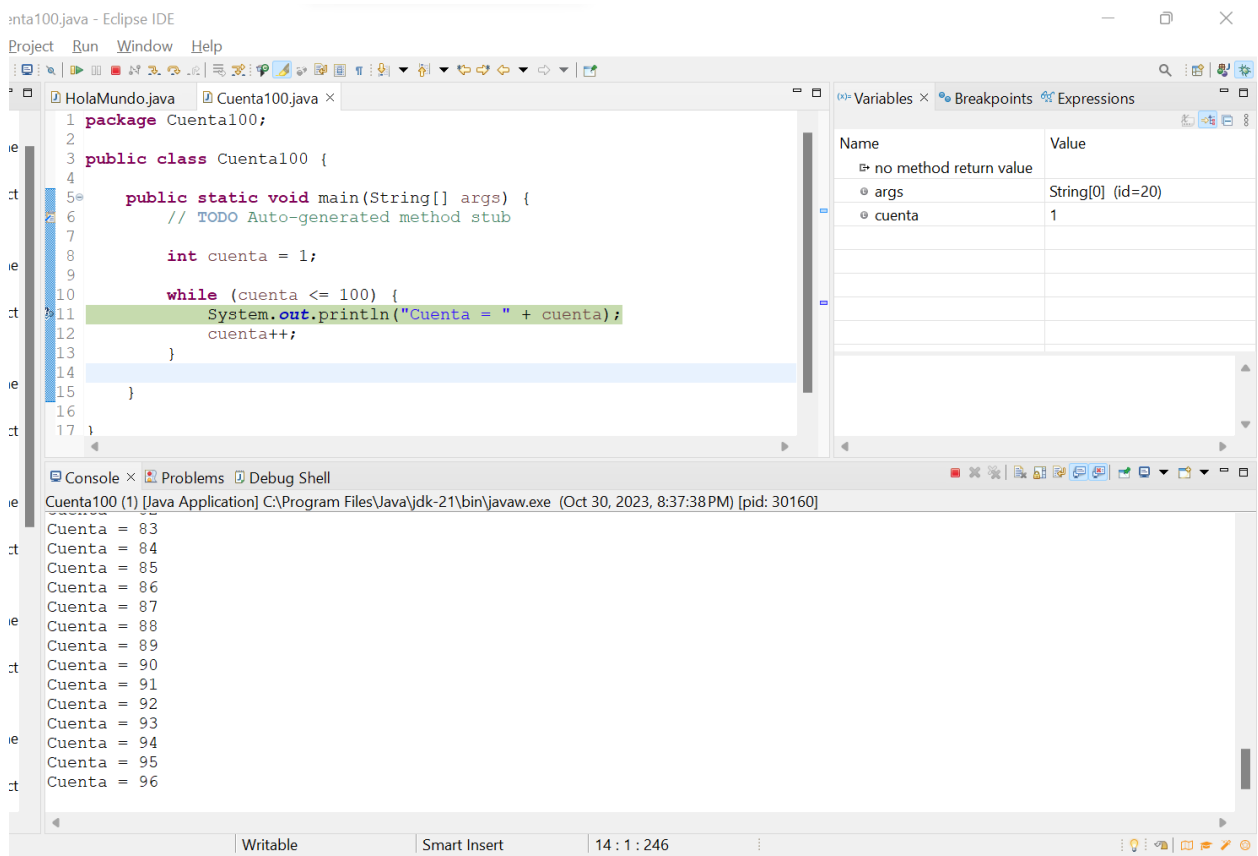 enta100.java - Eclipse IDE
Project Run Window Help
HolaMundo.java Cuenta100.java
1 package Cuenta100;
2
3 public class Cuenta100 {
4
5 public static void main(String[] args) {
6 // TODO Auto-generated method stub
7
8 int cuenta = 1;
9
10 while (cuenta <= 100) {
11 System.out.println("Cuenta = " + cuenta);
12 cuenta++;
13 }
14
15 }
16
17 }
(x)= Variables Breakpoints Expressions
Name Value
no method return value
args String[0] (id=20)
cuenta 1
Console Problems Debug Shell
Cuenta100 (1) [Java Application] C:\Program Files\Java\jdk-21\bin\javaw.exe (Oct 30, 2023, 8:37:38 PM) [pid: 30160]
Cuenta = 83
Cuenta = 84
Cuenta = 85
Cuenta = 86
Cuenta = 87
Cuenta = 88
Cuenta = 89
Cuenta = 90
Cuenta = 91
Cuenta = 92
Cuenta = 93
Cuenta = 94
Cuenta = 95
Cuenta = 96
Writable Smart Insert 14 : 1 : 246